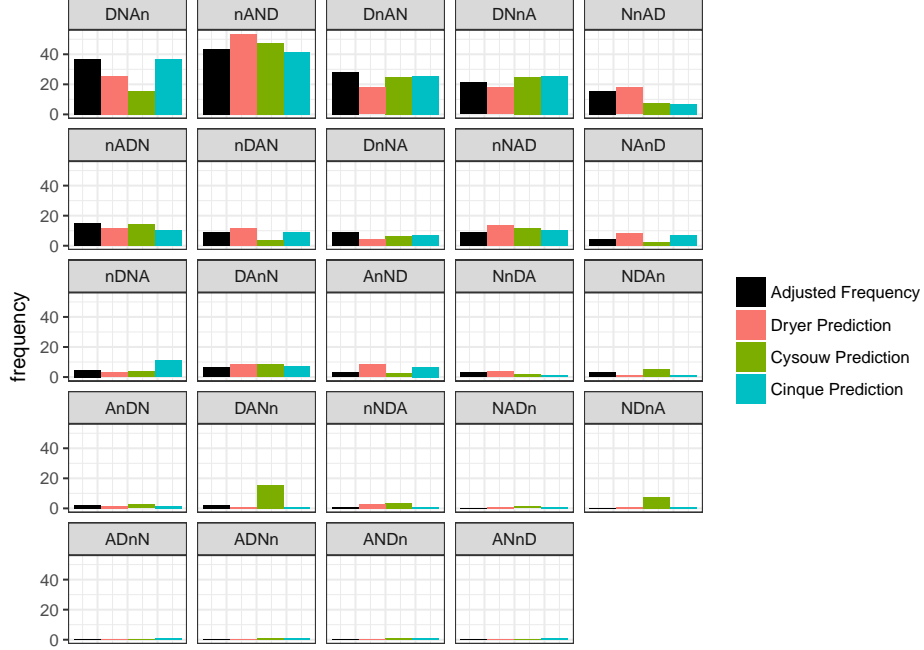 DNAn nAND DnAN DNnA NnAD
40
20
0
nADN nDAN DnNA nNAD NAnD
40
20
0
nDNA DAnN AnND NnDA NDAn
40
20
0
AnDN DANn nNDA NADn NDnA
40
20
0
ADnN ADNn ANDn ANnD
40
20
0
frequency
Adjusted Frequency
Dryer Prediction
Cysouw Prediction
Cinque Prediction